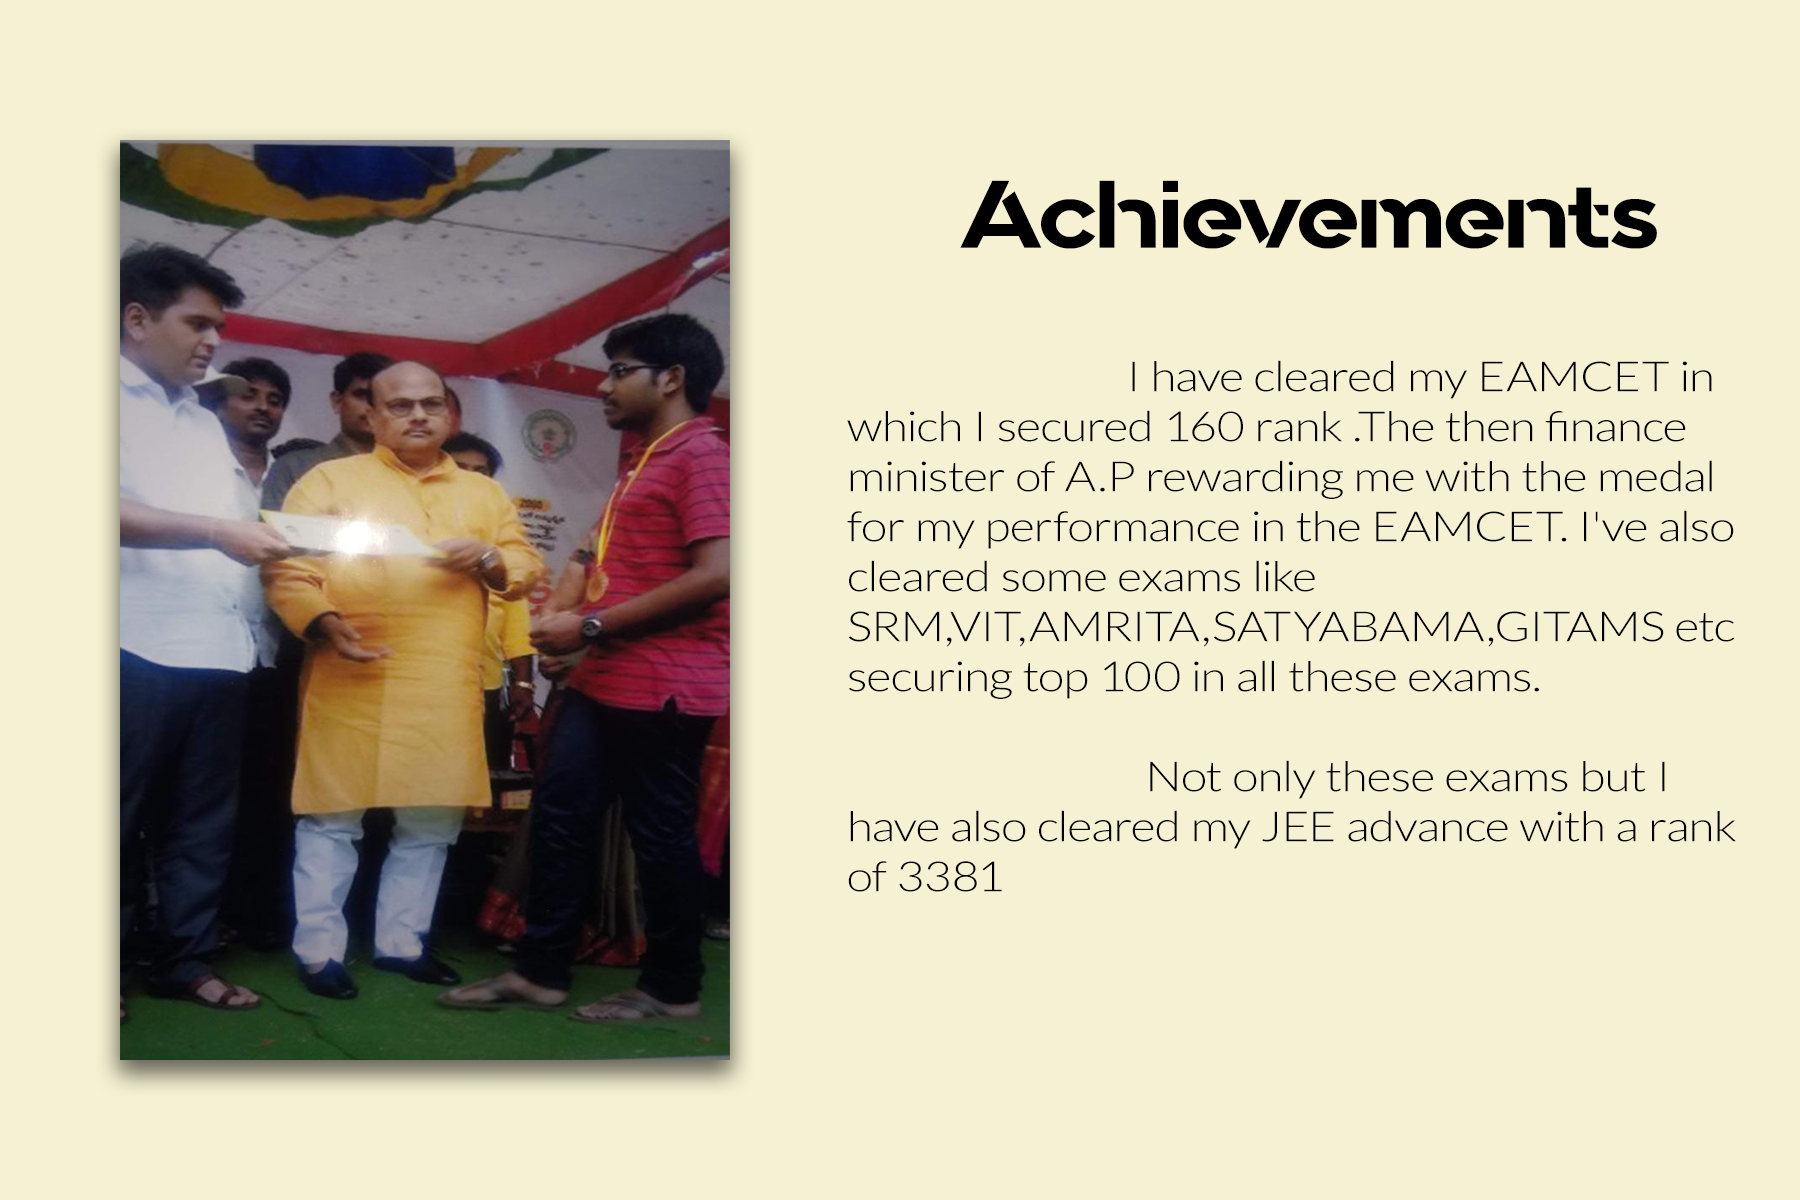 Achievements
I have cleared my EAMCET in
which I secured 160 rank .The then finance
minister of A.P rewarding me with the medal
for my performance in the EAMCET. I've also
cleared some exams like
SRM,VIT,AMRITA,SATYABAMA,GITAMS etc
securing top 100 in all these exams.
Not only these exams but I
have also cleared my JEE advance with a rank
of 3381